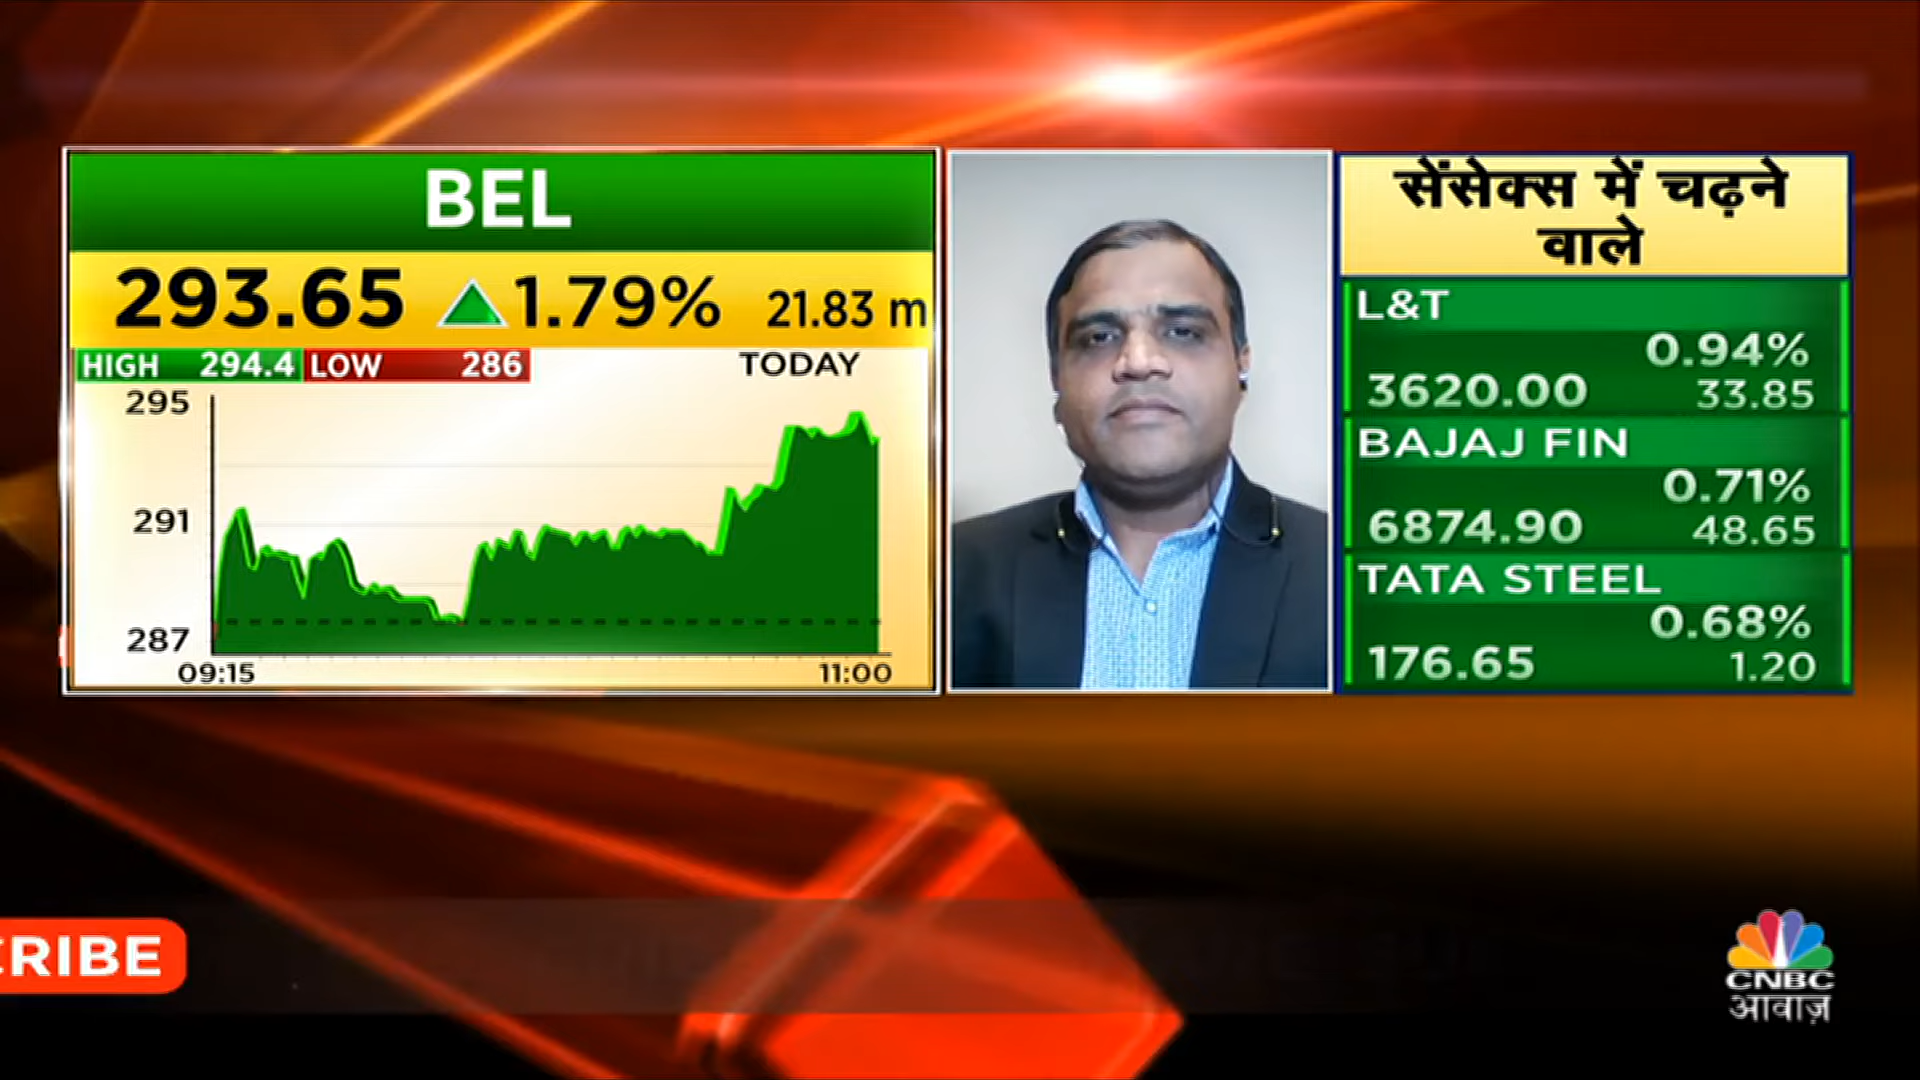 BEL
293.65 1.79% 21.83 m
HIGH 294.4 LOW 286 TODAY
295
291
287
09:15 11:00
सेंसेक्स में चढ़ने
वाले
L&T
0.94%
3620.00 33.85
BAJAJ FIN
0.71%
6874.90 48.65
TATA STEEL
0.68%
176.65 1.20
CRIBE
CNBC
आवाज़